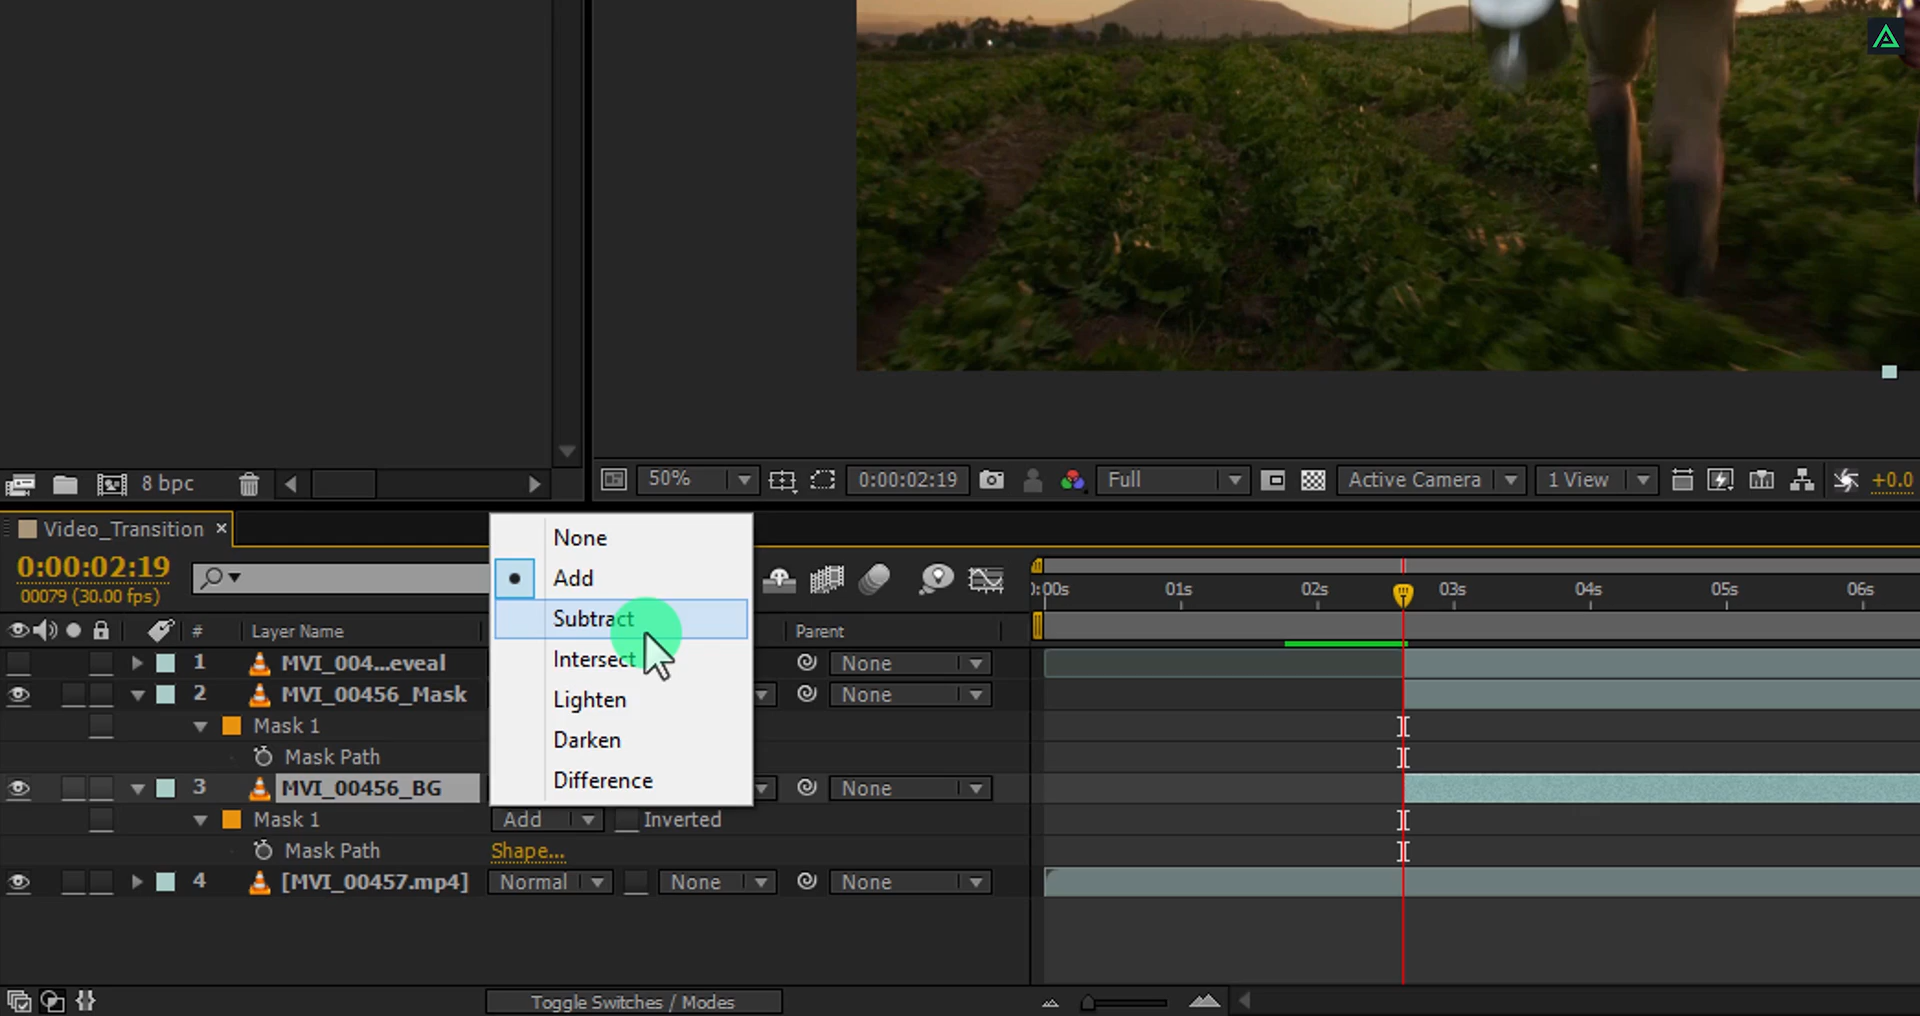 8 bpc
50%
0:00:02:19
Full
Active Camera
1 View
+0.0
Video_Transition ×
0:00:02:19
00079 (30.00 fps)
None
Add
Subtract
Intersect
Lighten
Darken
Difference
# Layer Name
Parent
0:00s 01s 02s 03s 04s 05s 06s
1 MVI_004...eveal None
2 MVI_00456_Mask None
Mask 1
Mask Path
3 MVI_00456_BG None
Mask 1 Add Inverted
Mask Path Shape...
4 [MVI_00457.mp4] Normal None None
Toggle Switches / Modes